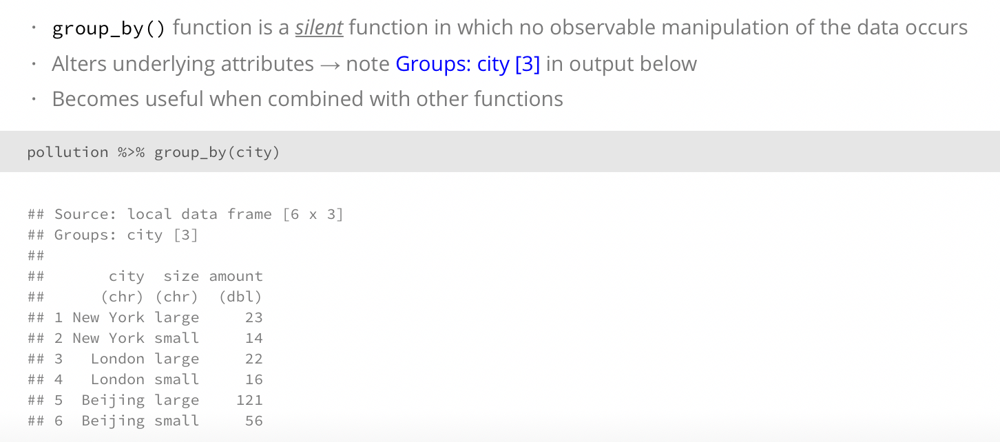 · group_by() function is a silent function in which no observable manipulation of the data occurs
· Alters underlying attributes → note Groups: city [3] in output below
· Becomes useful when combined with other functions
pollution %>% group_by(city)
## Source: local data frame [6 x 3]
## Groups: city [3]
##
##       city  size amount
##      (chr) (chr)  (dbl)
## 1 New York large     23
## 2 New York small     14
## 3   London large     22
## 4   London small     16
## 5  Beijing large    121
## 6  Beijing small     56